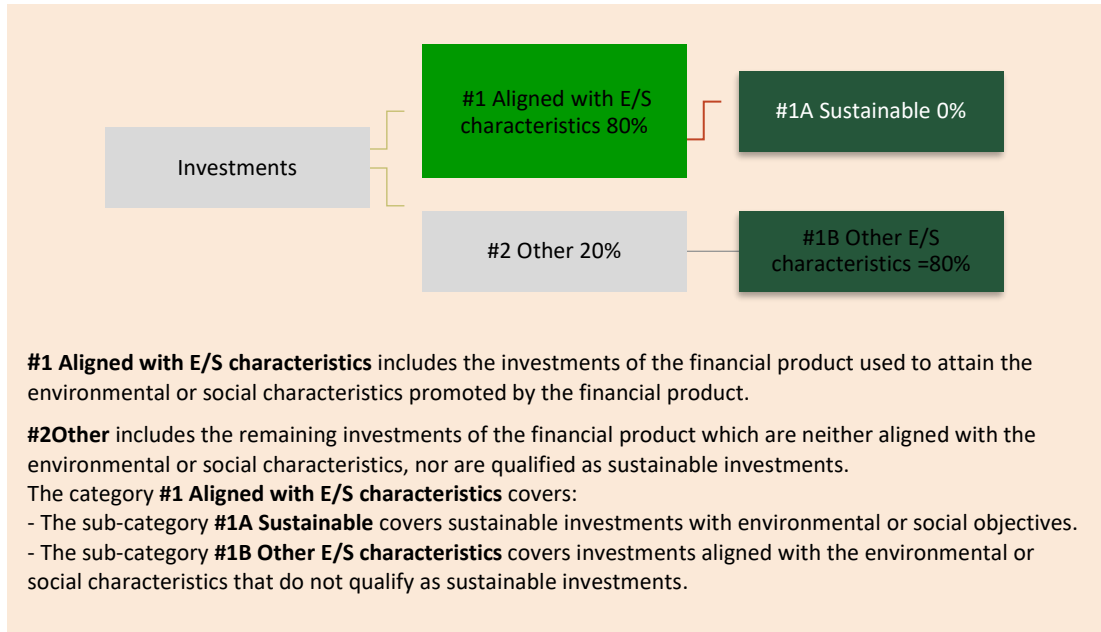 #1 Aligned with E/S
characteristics 80%
#1A Sustainable 0%
Investments
#2 Other 20%
#1B Other E/S
characteristics =80%
#1 Aligned with E/S characteristics includes the investments of the financial product used to attain the
environmental or social characteristics promoted by the financial product.
#2Other includes the remaining investments of the financial product which are neither aligned with the
environmental or social characteristics, nor are qualified as sustainable investments.
The category #1 Aligned with E/S characteristics covers:
- The sub-category #1A Sustainable covers sustainable investments with environmental or social objectives.
- The sub-category #1B Other E/S characteristics covers investments aligned with the environmental or
social characteristics that do not qualify as sustainable investments.